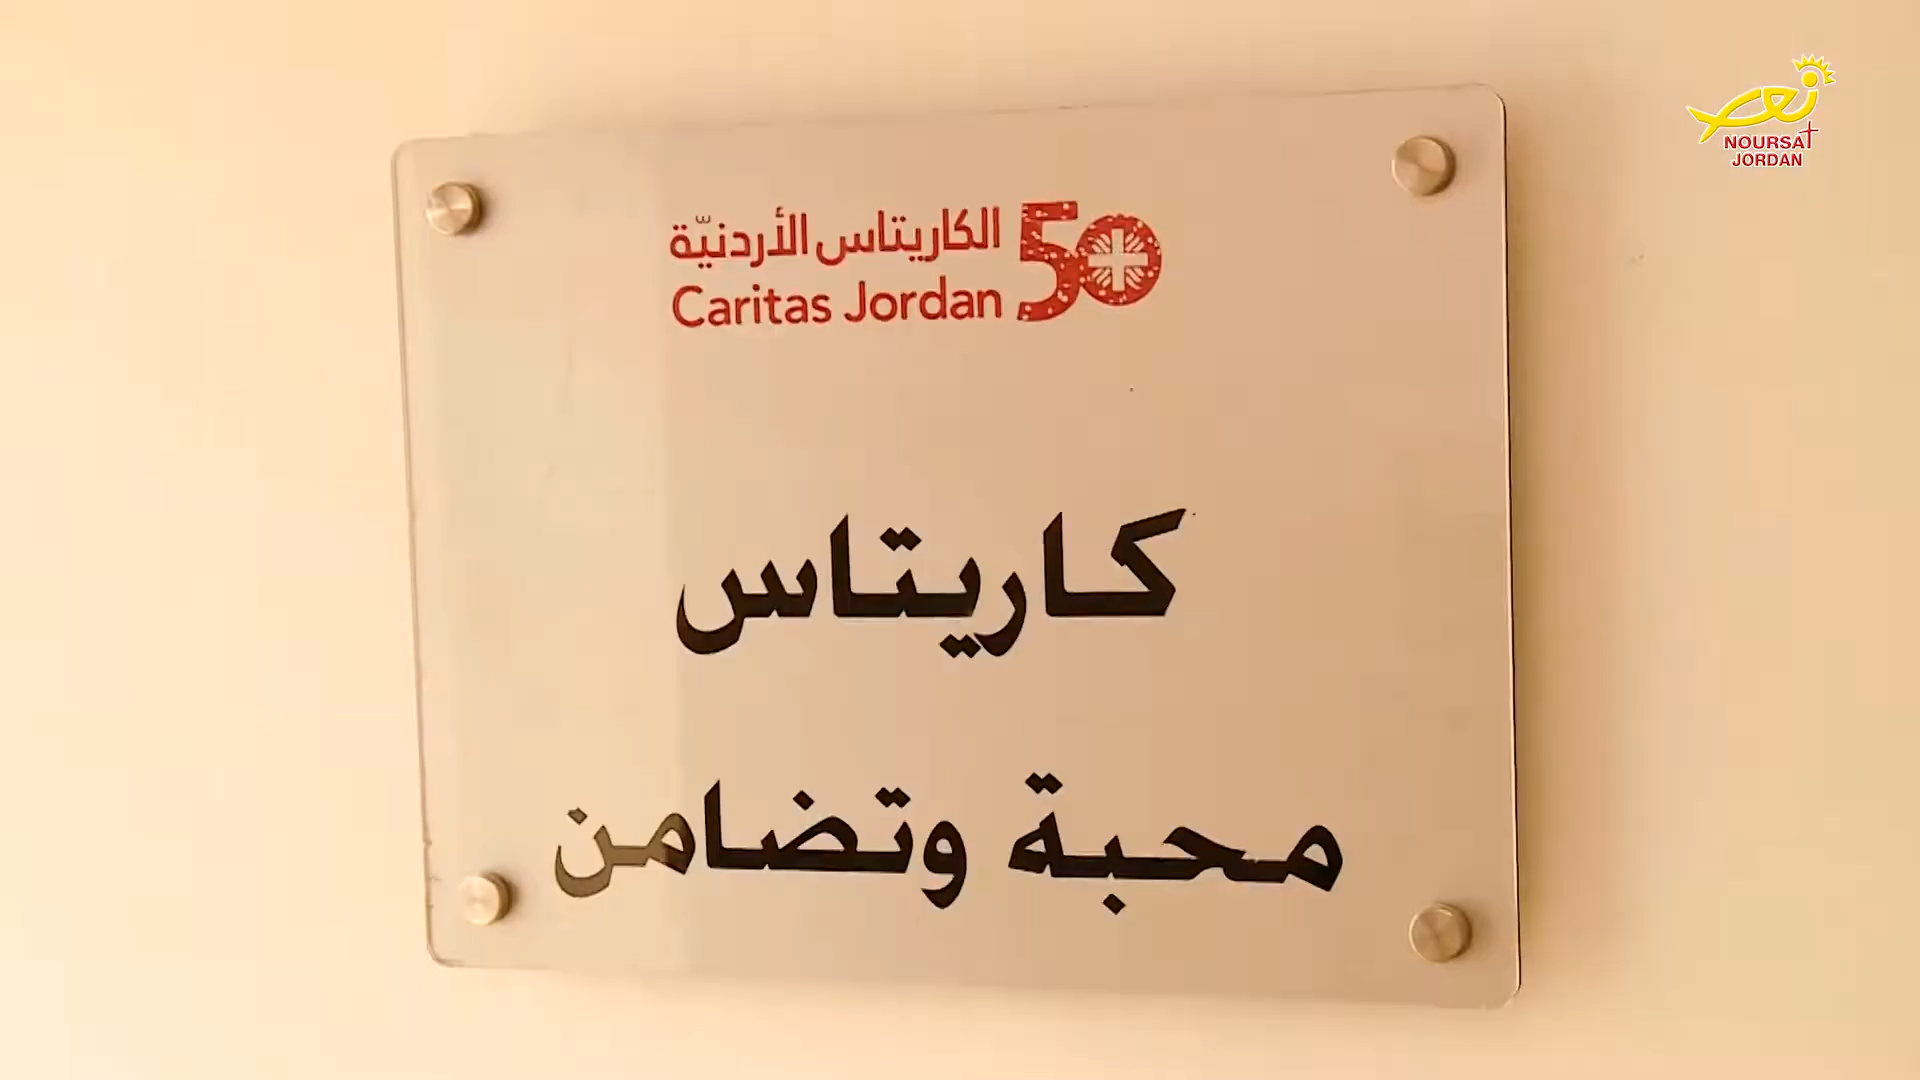 الكاريتاس الأردنيّة
Caritas Jordan
50
كاريتاس
محبة وتضامن
NOURSAT
JORDAN